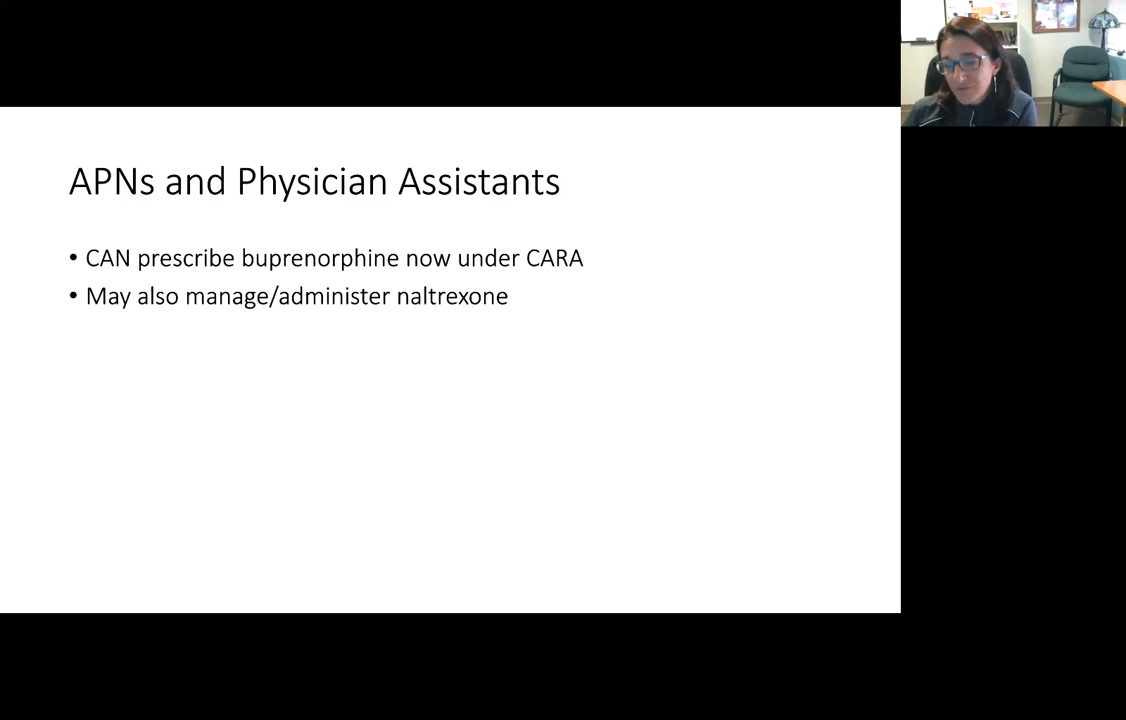 APNs and Physician Assistants
• CAN prescribe buprenorphine now under CARA
• May also manage/administer naltrexone